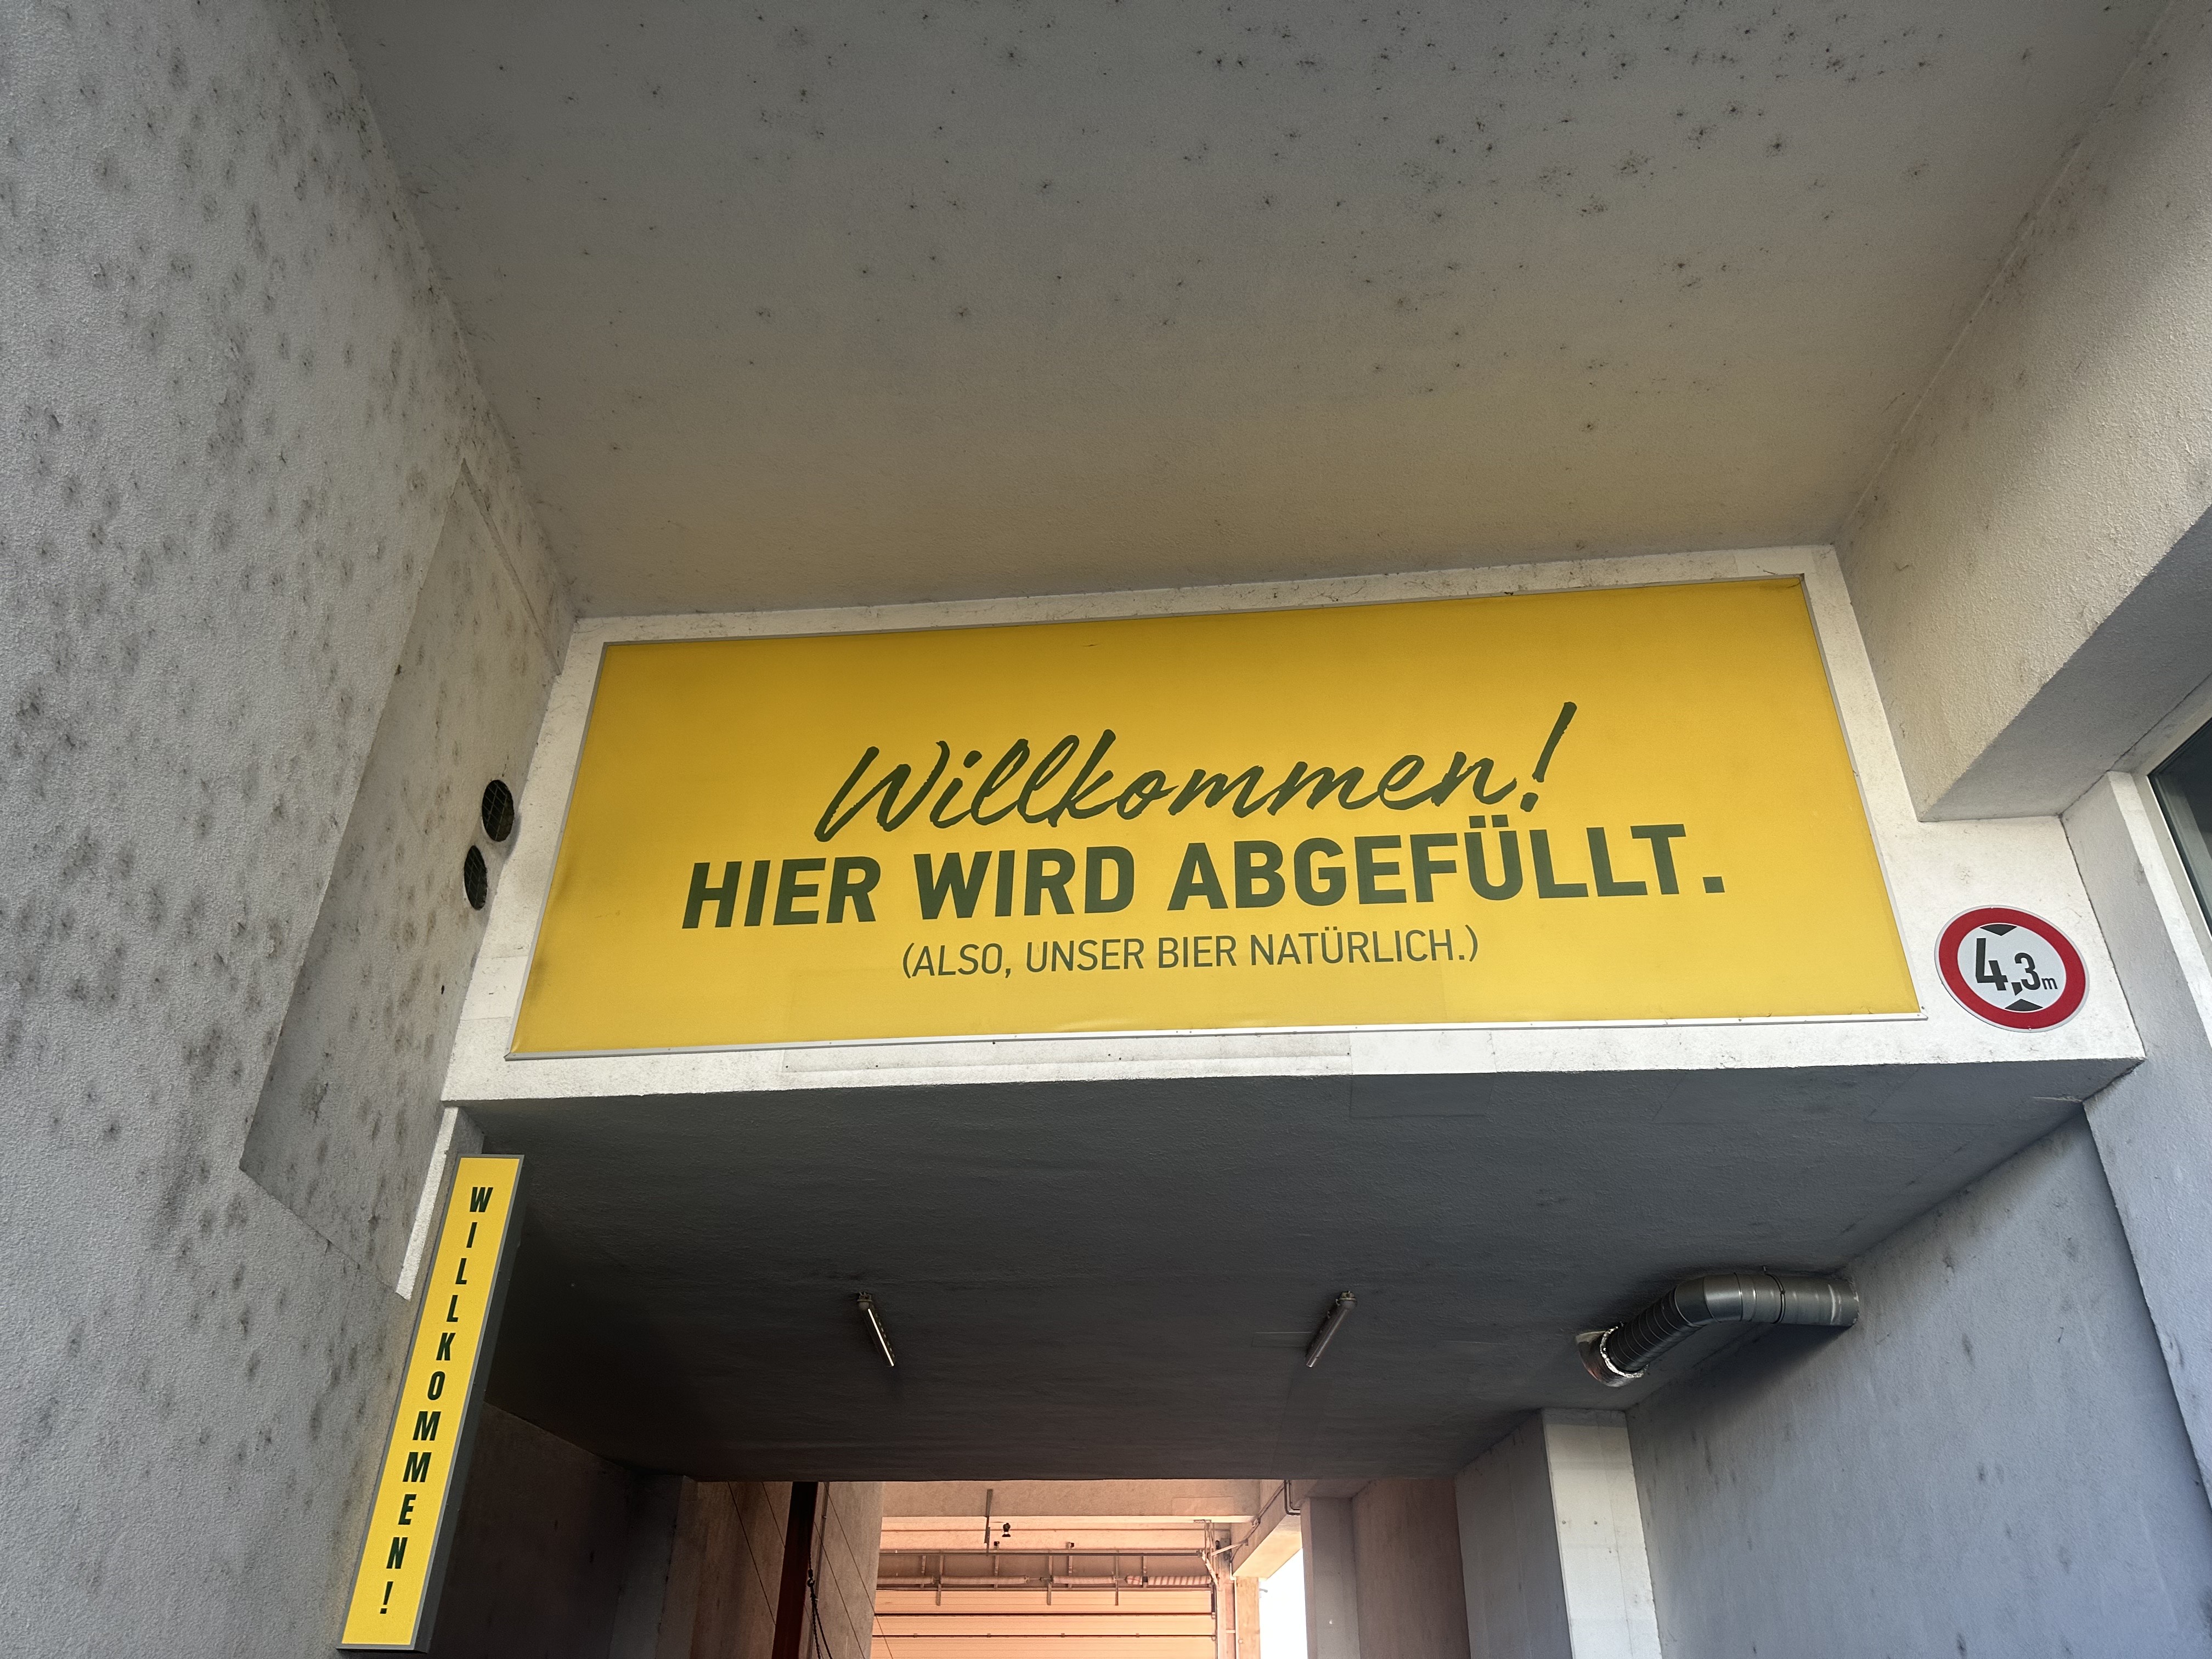 Willkommen!
HIER WIRD ABGEFÜLLT.
(ALSO, UNSER BIER NATÜRLICH.)
4,3m
WILLKOMMEN!